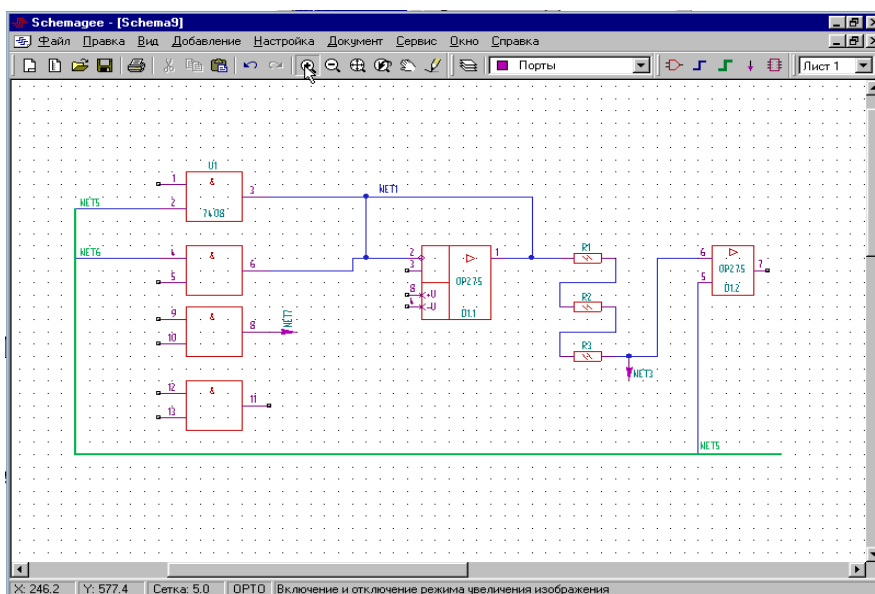 Schemagee - [Schema9]
Файл Правка Вид Добавление Настройка Документ Сервис Окно Справка
Порты Лист 1
U1
1 & 3
NET5 2 7408
NET1
NET6 4 & 6
5
2 1
3 OP275
8 +U
4 -U D1.1
R1
R2
R3
NET3
6 OP275 7
5 D1.2
9 & 8 NET7
10
12 & 11
13
NET5
X: 246.2 Y: 577.4 Сетка: 5.0 ОРТО Включение и отключение режима увеличения изображения